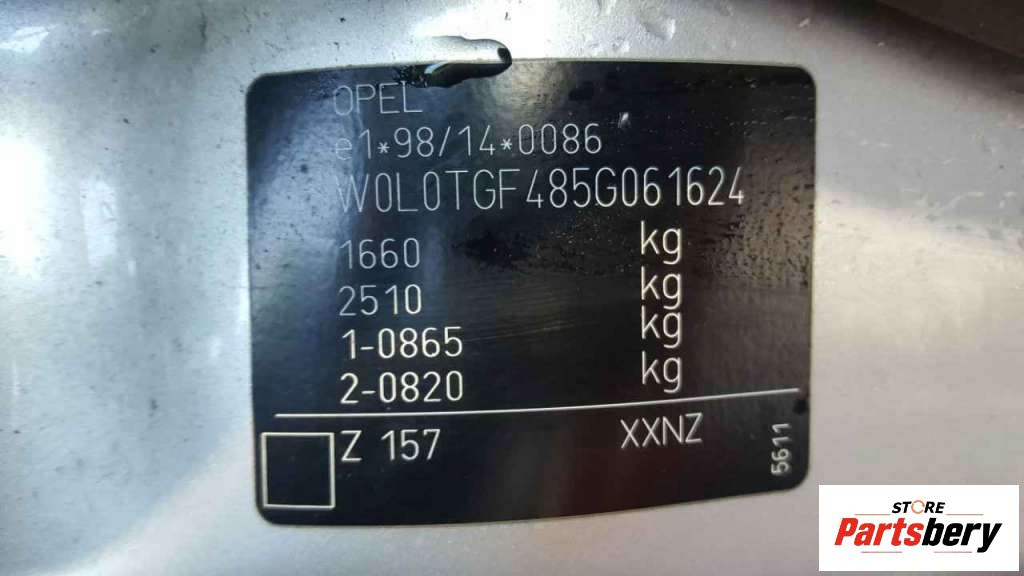 OPEL
e1*98/14*0086
W0L0TGF485G061624
1660 kg
2510 kg
1-0865 kg
2-0820 kg
Z 157 XXNZ
5611
STORE
Partsbery